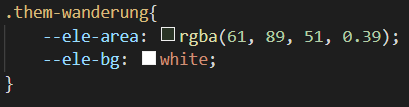 .them-wanderung{
    --ele-area: rgba(61, 89, 51, 0.39);
    --ele-bg: white;
}